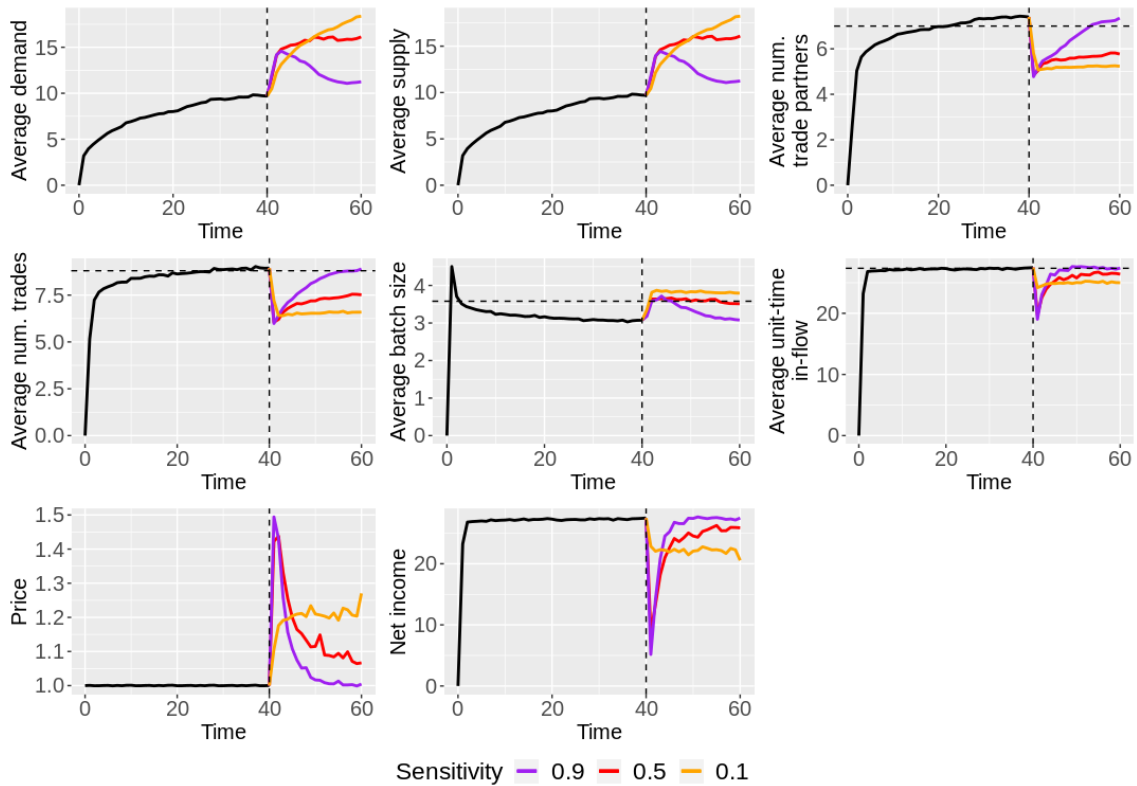 Average demand
15
10
5
0
0 20 40 60
Time
Average supply
15
10
5
0
0 20 40 60
Time
Average num.
trade partners
6
4
2
0
0 20 40 60
Time
Average num. trades
7.5
5.0
2.5
0.0
0 20 40 60
Time
Average batch size
4
3
2
1
0
0 20 40 60
Time
Average unit-time
in-flow
20
10
0
0 20 40 60
Time
Price
1.5
1.4
1.3
1.2
1.1
1.0
0 20 40 60
Time
Net income
20
10
0
0 20 40 60
Time
Sensitivity 0.9 0.5 0.1